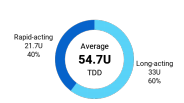 Rapid-acting
21.7U
40%
Average
54.7U
TDD
Long-acting
33U
60%